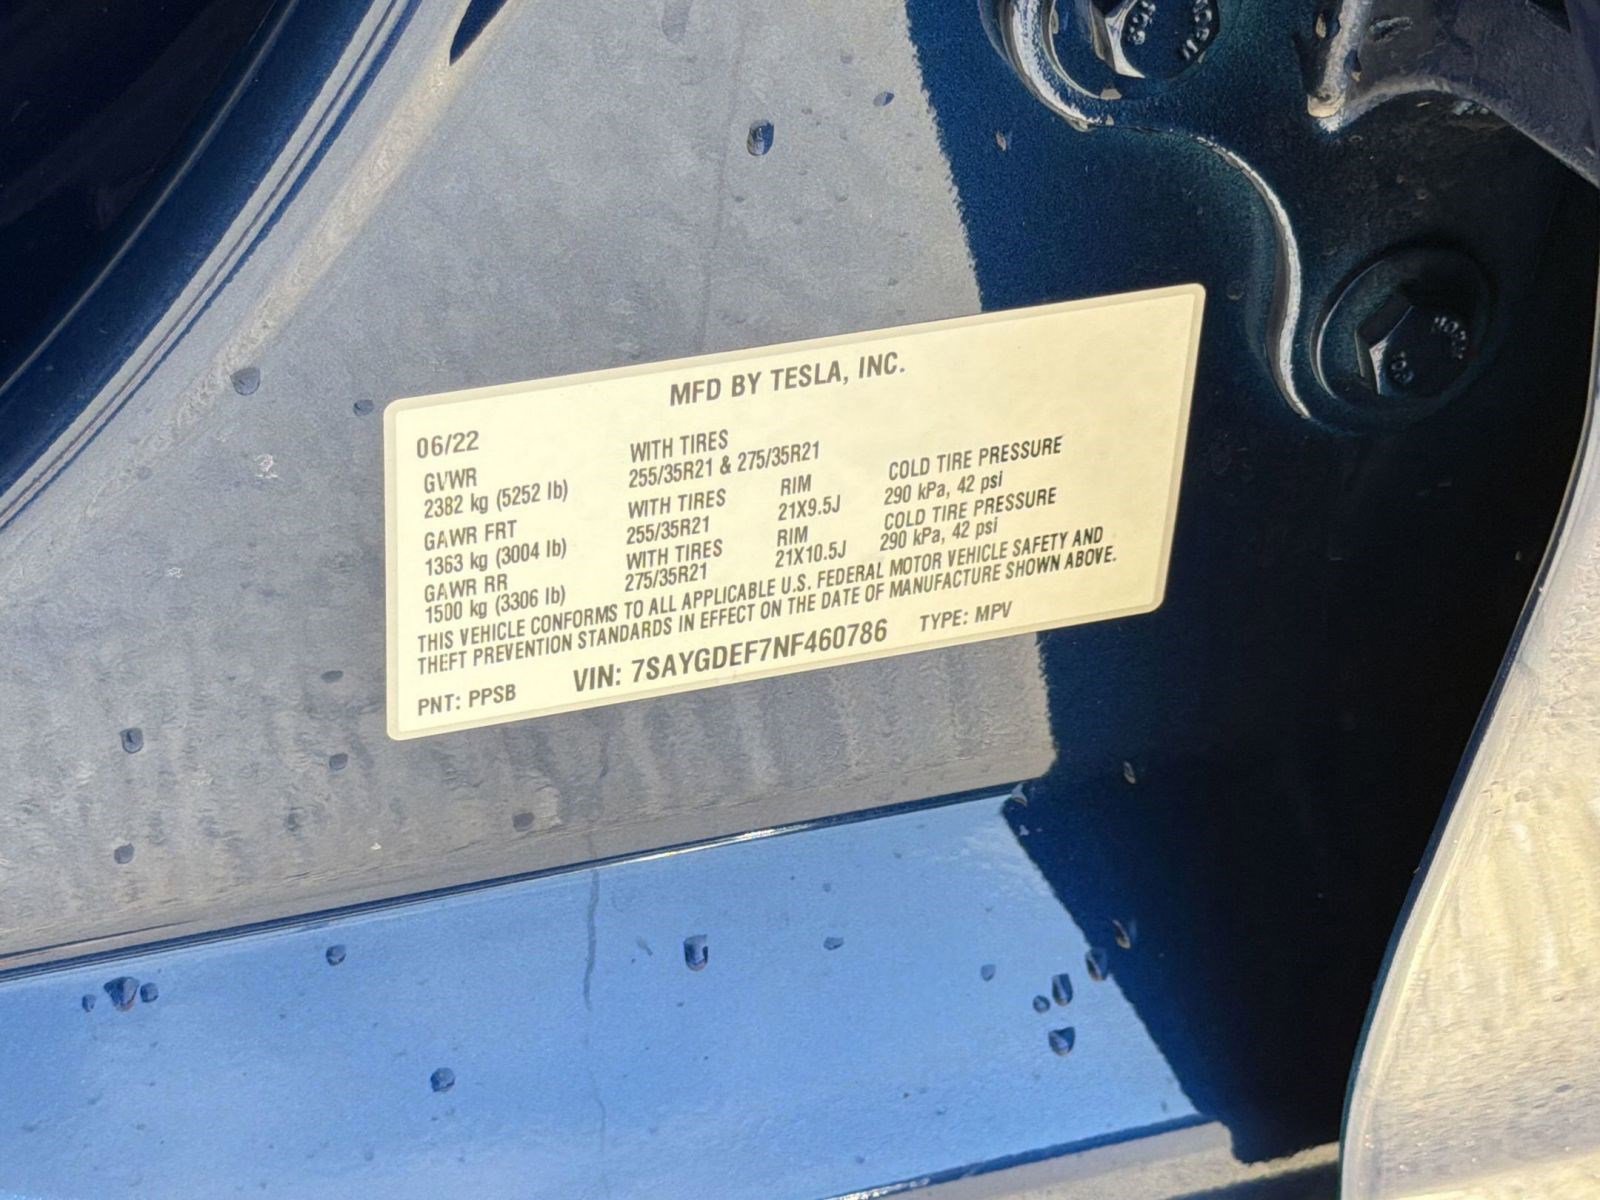 MFD BY TESLA, INC.
06/22
GVWR WITH TIRES
2382 kg (5252 lb) 255/35R21 & 275/35R21
GAWR FRT WITH TIRES RIM COLD TIRE PRESSURE
1363 kg (3004 lb) 255/35R21 21X9.5J 290 kPa, 42 psi
GAWR RR WITH TIRES RIM COLD TIRE PRESSURE
1500 kg (3306 lb) 275/35R21 21X10.5J 290 kPa, 42 psi
THIS VEHICLE CONFORMS TO ALL APPLICABLE U.S. FEDERAL MOTOR VEHICLE SAFETY AND
THEFT PREVENTION STANDARDS IN EFFECT ON THE DATE OF MANUFACTURE SHOWN ABOVE.
PNT: PPSB VIN: 7SAYGDEF7NF460786 TYPE: MPV